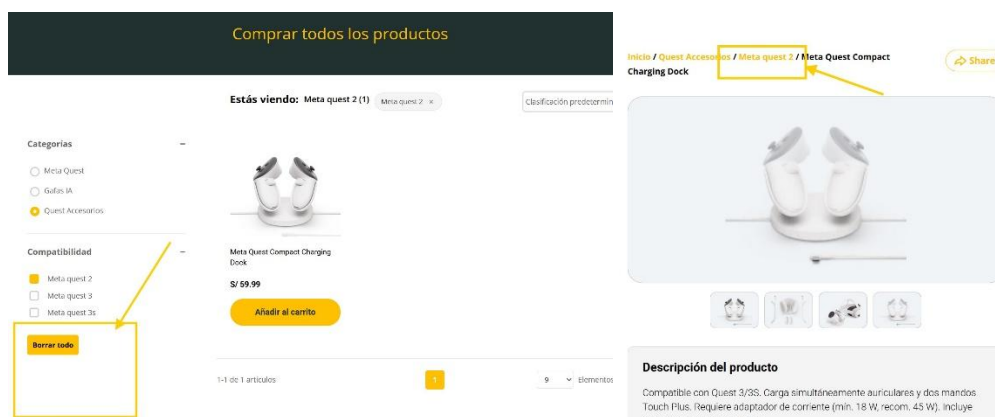 Comprar todos los productos
Estás viendo: Meta quest 2 (1) Meta quest 2 ×
Clasificación predetermin
Categorías −
Meta Quest
Gafas IA
Quest Accesorios
Compatibilidad −
Meta quest 2
Meta quest 3
Meta quest 3s
Borrar todo
Meta Quest Compact Charging
Dock
S/ 59.99
Añadir al carrito
1-1 de 1 artículos
1
9
Elementos
Inicio / Quest Accesorios / Meta quest 2 / Meta Quest Compact
Charging Dock
Share
Descripción del producto
Compatible con Quest 3/3S. Carga simultáneamente auriculares y dos mandos
Touch Plus. Requiere adaptador de corriente (mín. 18 W, recom. 45 W). Incluye